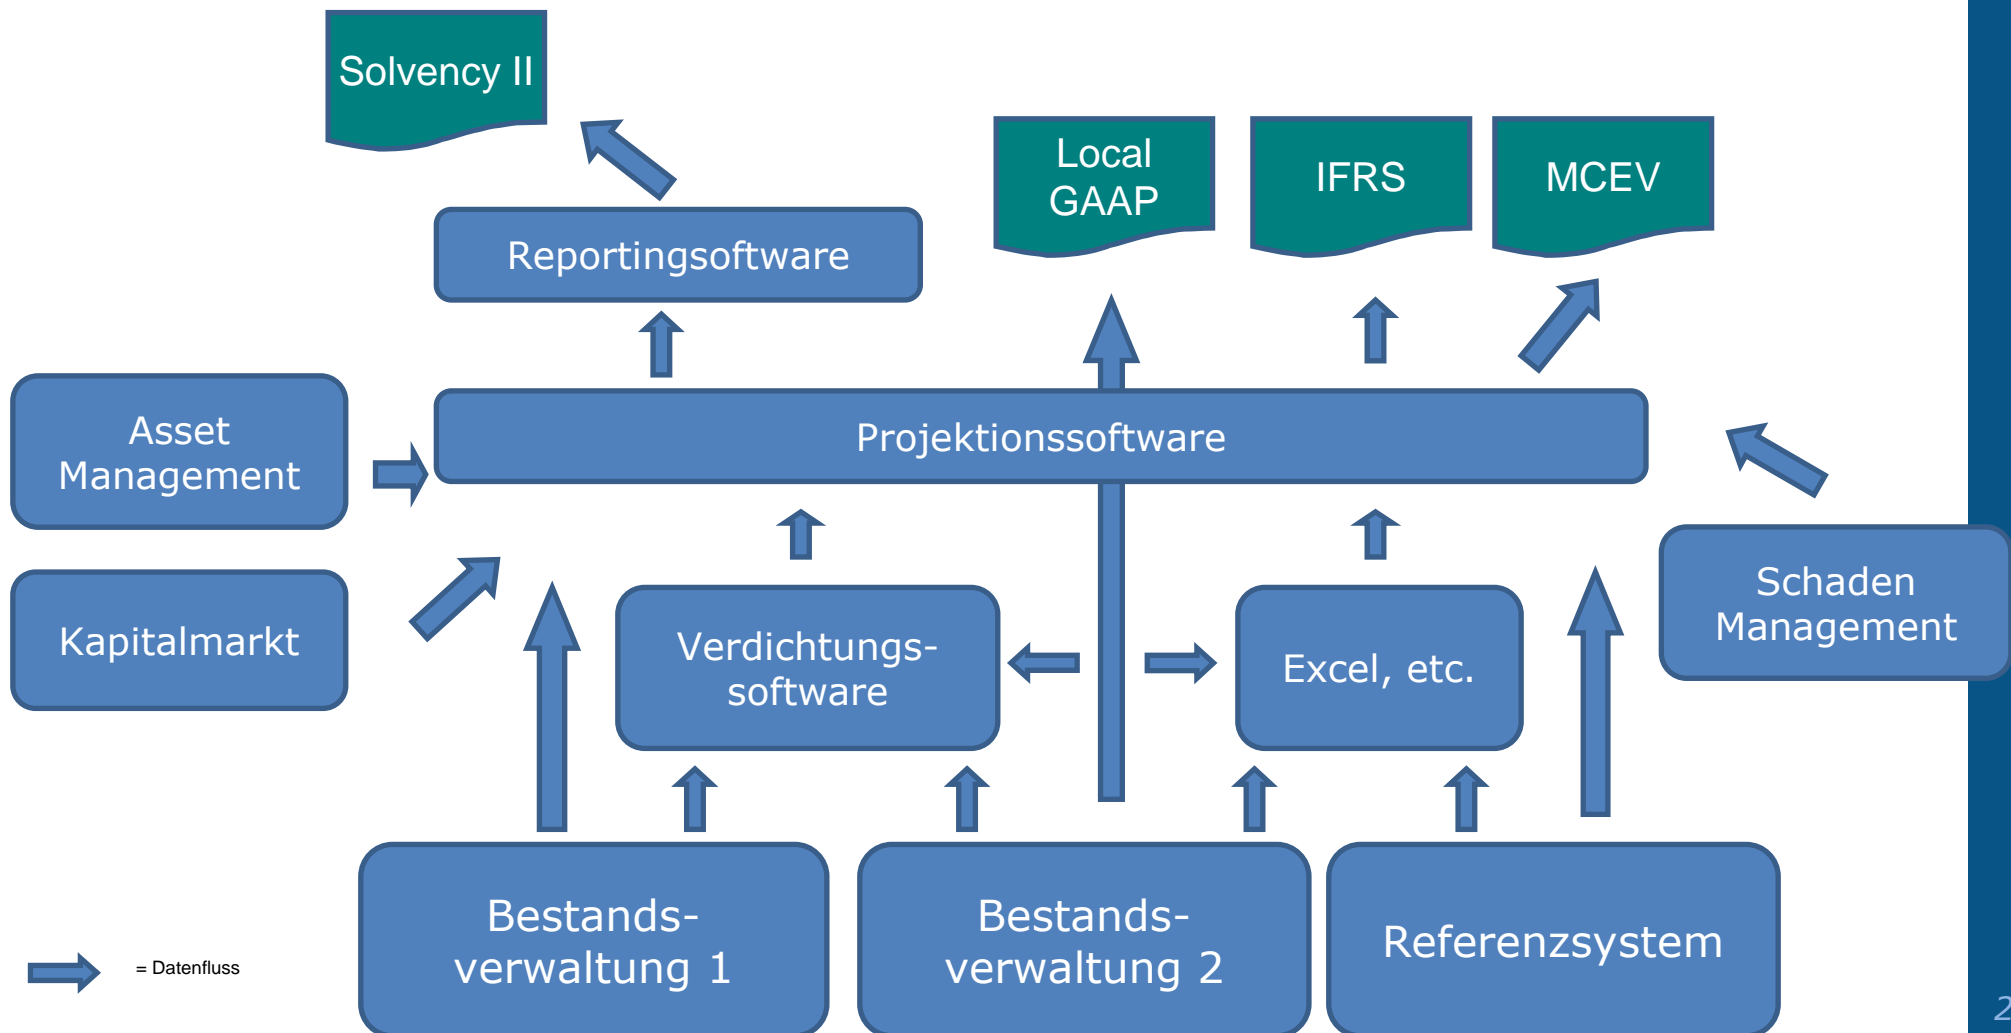 Solvency II
Local
GAAP
IFRS
MCEV
Reportingsoftware
Asset
Management
Projektionssoftware
Kapitalmarkt
Verdichtungs-
software
Excel, etc.
Schaden
Management
Bestands-
verwaltung 1
Bestands-
verwaltung 2
Referenzsystem
= Datenfluss
2